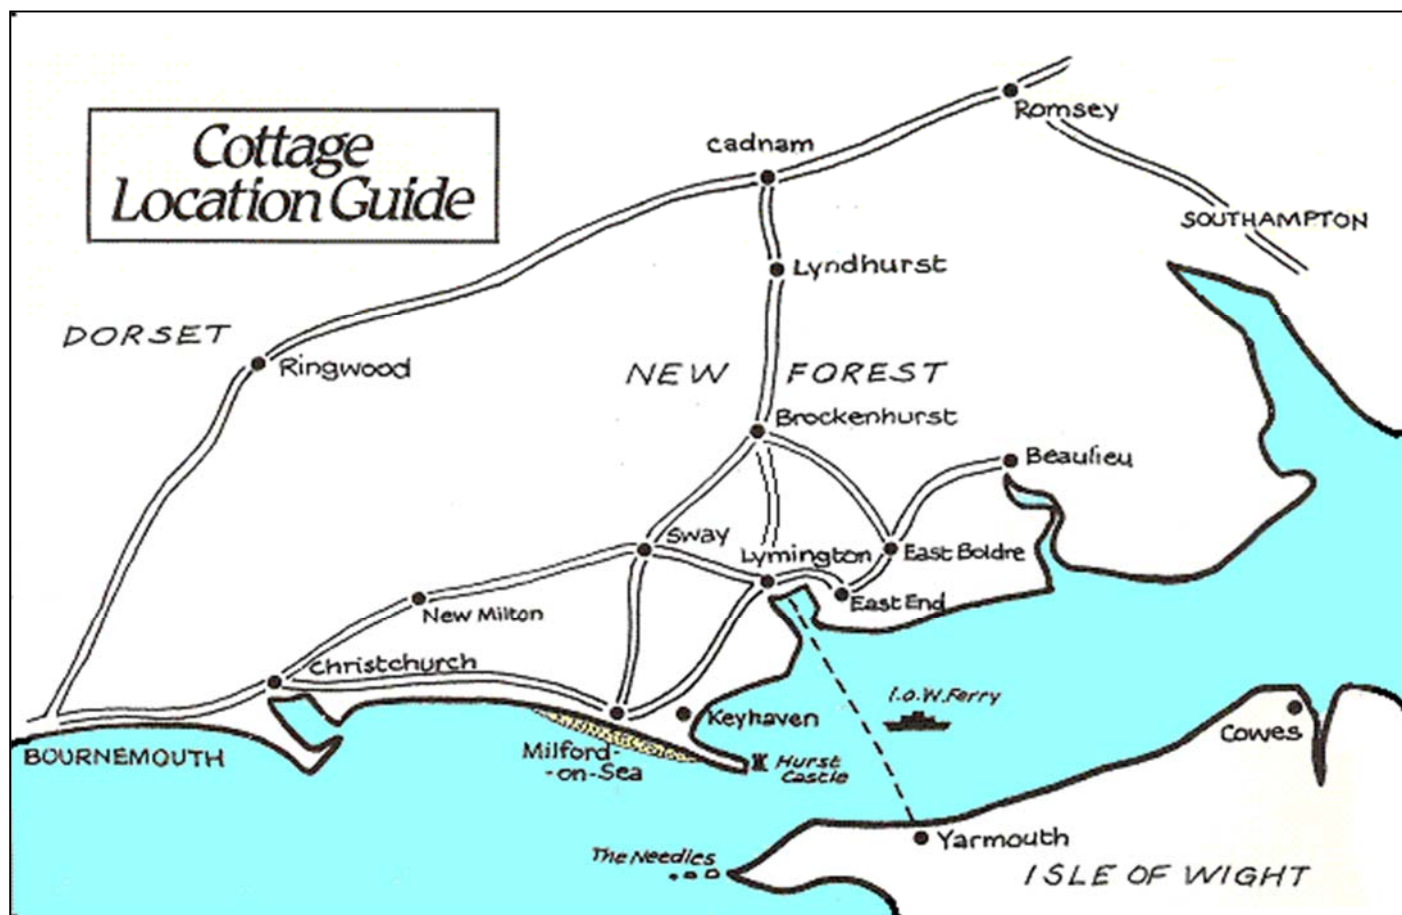 Cottage
Location Guide
Romsey
Cadnam
SOUTHAMPTON
Lyndhurst
DORSET
Ringwood
NEW FOREST
Brockenhurst
Beaulieu
Sway
Lymington
East Boldre
East End
New Milton
Christchurch
I.O.W. Ferry
Keyhaven
Cowes
BOURNEMOUTH
Milford-
-on-Sea
Hurst
Castle
Yarmouth
The Needles
ISLE OF WIGHT